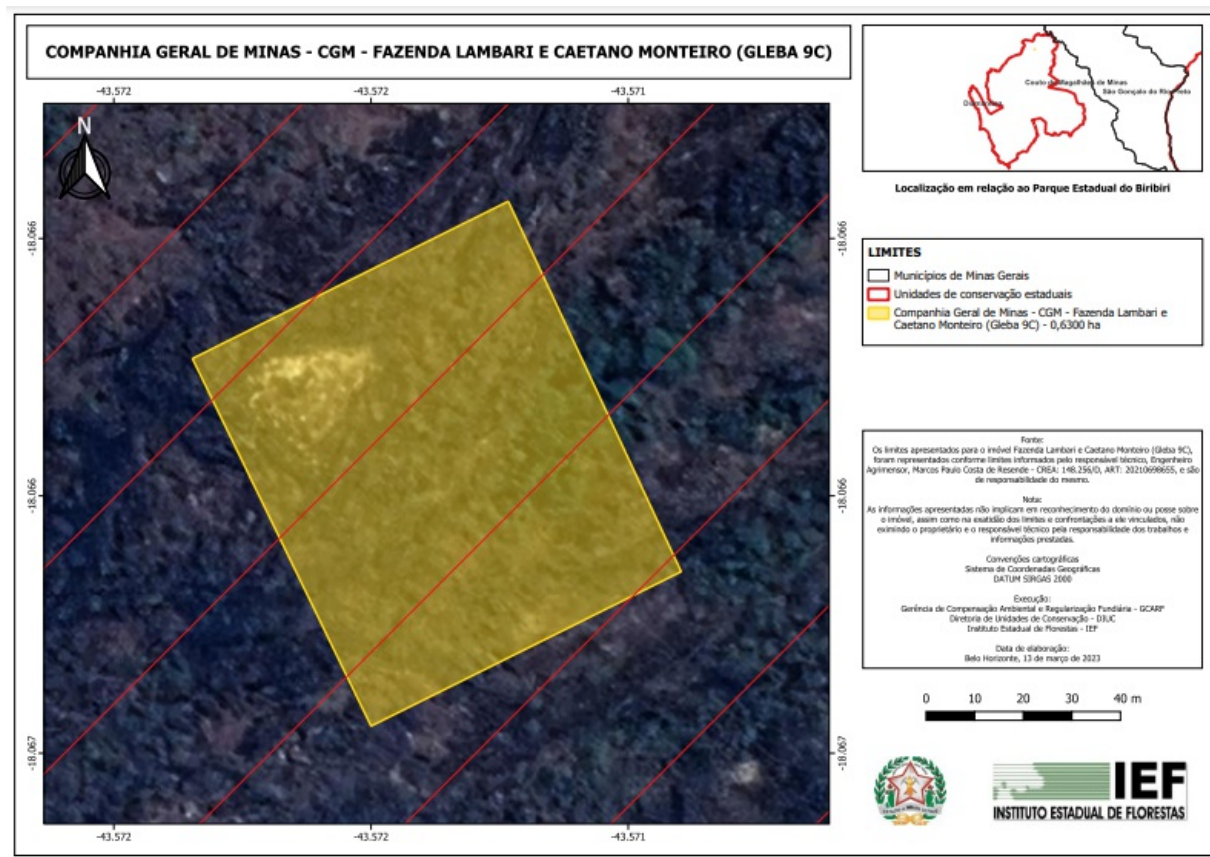 COMPANHIA GERAL DE MINAS - CGM - FAZENDA LAMBARI E CAETANO MONTEIRO (GLEBA 9C)
-43.572
-43.572
-43.571
N
-18.066
-18.066
-18.067
-18.066
-18.066
-18.067
-43.572
-43.572
-43.571
Couto de Magalhães de Minas
São Gonçalo do Rio Preto
Diamantina
Localização em relação ao Parque Estadual do Biribiri
LIMITES
Municípios de Minas Gerais
Unidades de conservação estaduais
Companhia Geral de Minas - CGM - Fazenda Lambari e
Caetano Monteiro (Gleba 9C) - 0,6300 ha
Fonte:
Os limites apresentados para o imóvel Fazenda Lambari e Caetano Monteiro (Gleba 9C),
foram representados conforme limites informados pelo responsável técnico, Engenheiro
Agrimensor, Marcos Paulo Costa de Resende - CREA: 148.256/D, ART: 20210698655, e são
de responsabilidade do mesmo.
Nota:
As informações apresentadas não implicam em reconhecimento do domínio ou posse sobre
o imóvel, assim como na exatidão dos limites e confrontações a ele vinculados, não
eximindo o proprietário e o responsável técnico pela responsabilidade dos trabalhos e
informações prestadas.
Convenções cartográficas
Sistema de Coordenadas Geográficas
DATUM SIRGAS 2000
Execução:
Gerência de Compensação Ambiental e Regularização Fundiária - GCARF
Diretoria de Unidades de Conservação - DIUC
Instituto Estadual de Florestas - IEF
Data de elaboração:
Belo Horizonte, 13 de março de 2023
0 10 20 30 40 m
IEF
INSTITUTO ESTADUAL DE FLORESTAS